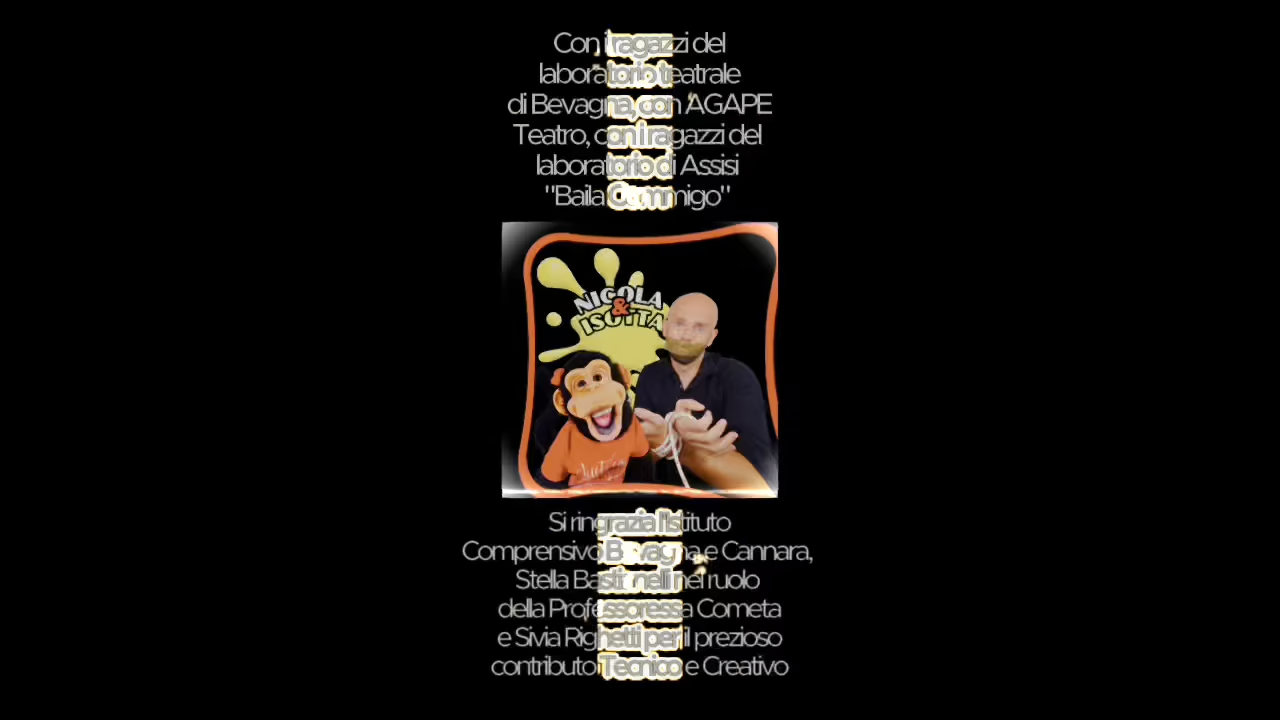 Con i ragazzi del
laboratorio teatrale
di Bevagna, con AGAPE
Teatro, con i ragazzi del
laboratorio di Assisi
"Baila Commigo"
NICOLA
&
ISOTTA
Si ringrazia l'Istituto
Comprensivo Bevagna e Cannara,
Stella Bastianelli nel ruolo
della Professoressa Cometa
e Sivia Righetti per il prezioso
contributo Tecnico e Creativo